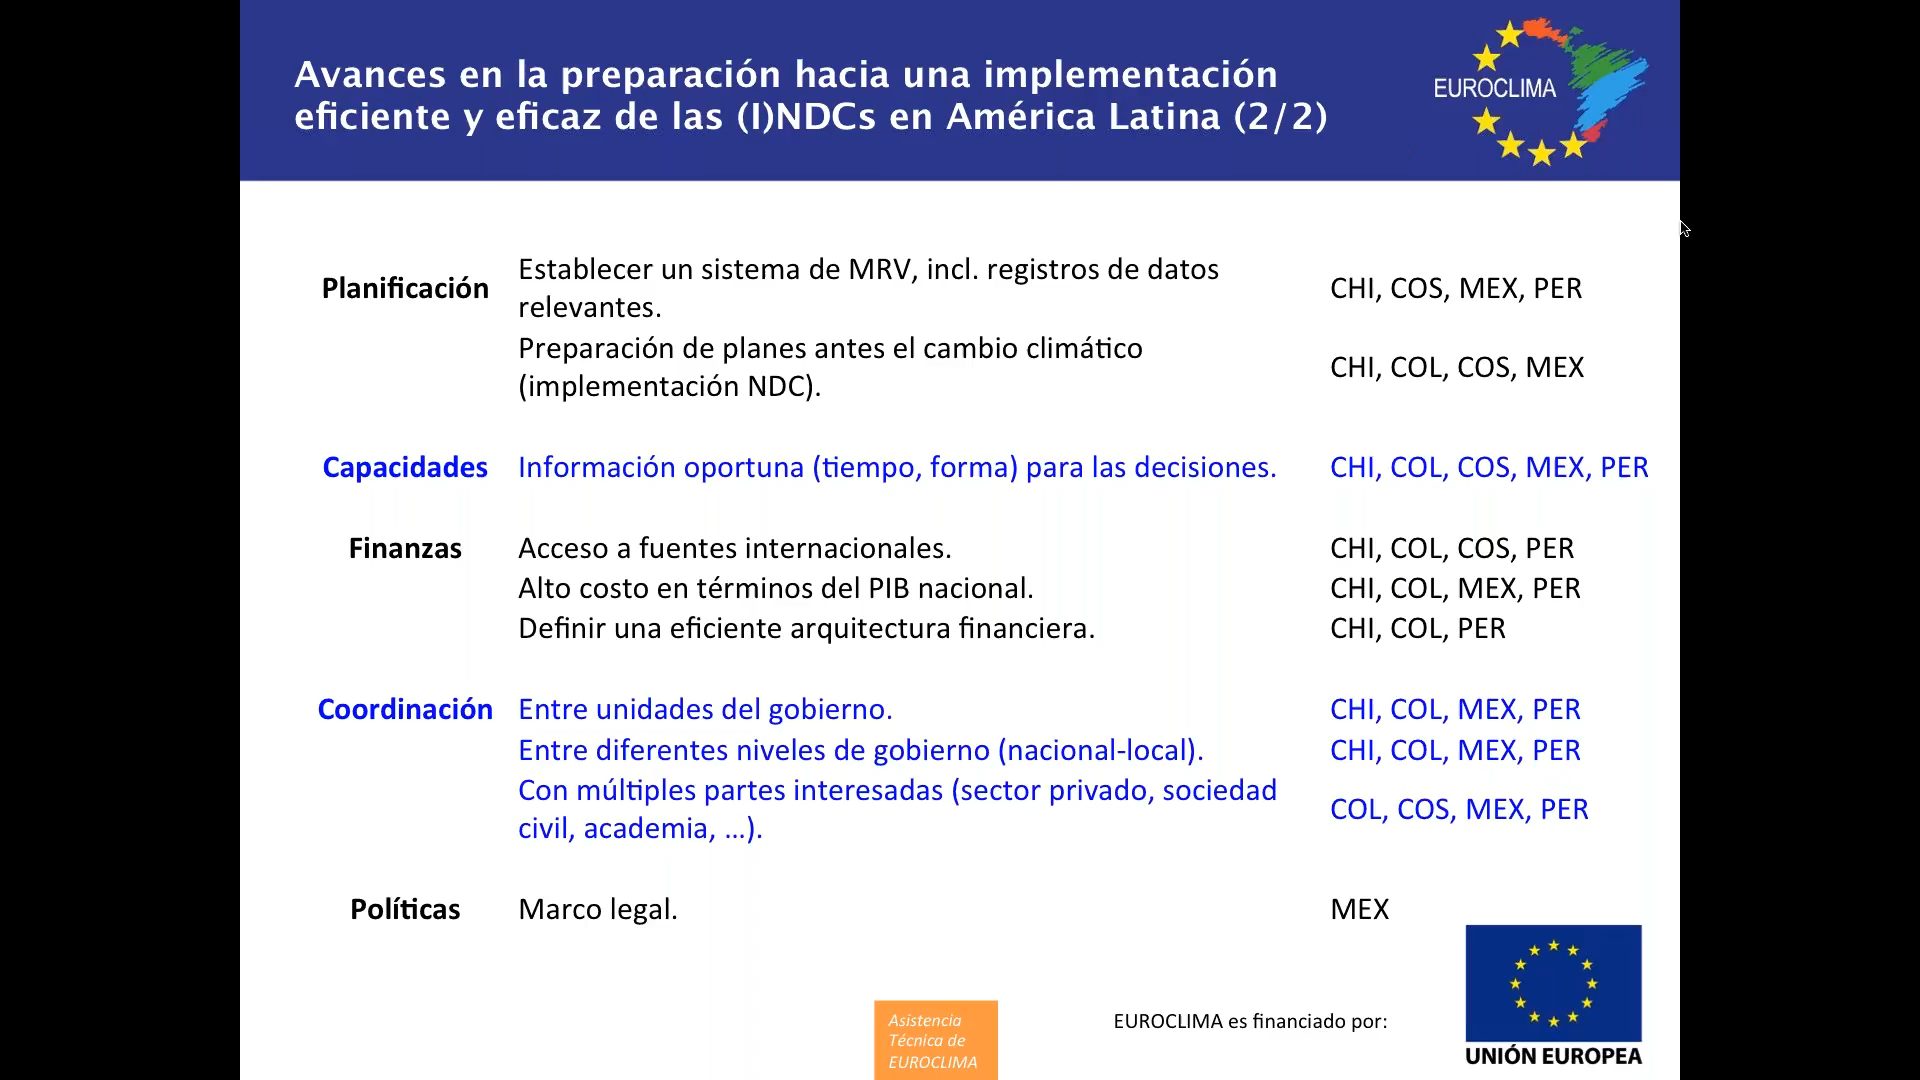 Avances en la preparación hacia una implementación
eficiente y eficaz de las (I)NDCs en América Latina (2/2)
EUROCLIMA
Planificación
Establecer un sistema de MRV, incl. registros de datos
relevantes.
CHI, COS, MEX, PER
Preparación de planes antes el cambio climático
(implementación NDC).
CHI, COL, COS, MEX
Capacidades
Información oportuna (tiempo, forma) para las decisiones.
CHI, COL, COS, MEX, PER
Finanzas
Acceso a fuentes internacionales.
CHI, COL, COS, PER
Alto costo en términos del PIB nacional.
CHI, COL, MEX, PER
Definir una eficiente arquitectura financiera.
CHI, COL, PER
Coordinación
Entre unidades del gobierno.
CHI, COL, MEX, PER
Entre diferentes niveles de gobierno (nacional-local).
CHI, COL, MEX, PER
Con múltiples partes interesadas (sector privado, sociedad
civil, academia, ...).
COL, COS, MEX, PER
Políticas
Marco legal.
MEX
Asistencia
Técnica de
EUROCLIMA
EUROCLIMA es financiado por:
UNIÓN EUROPEA